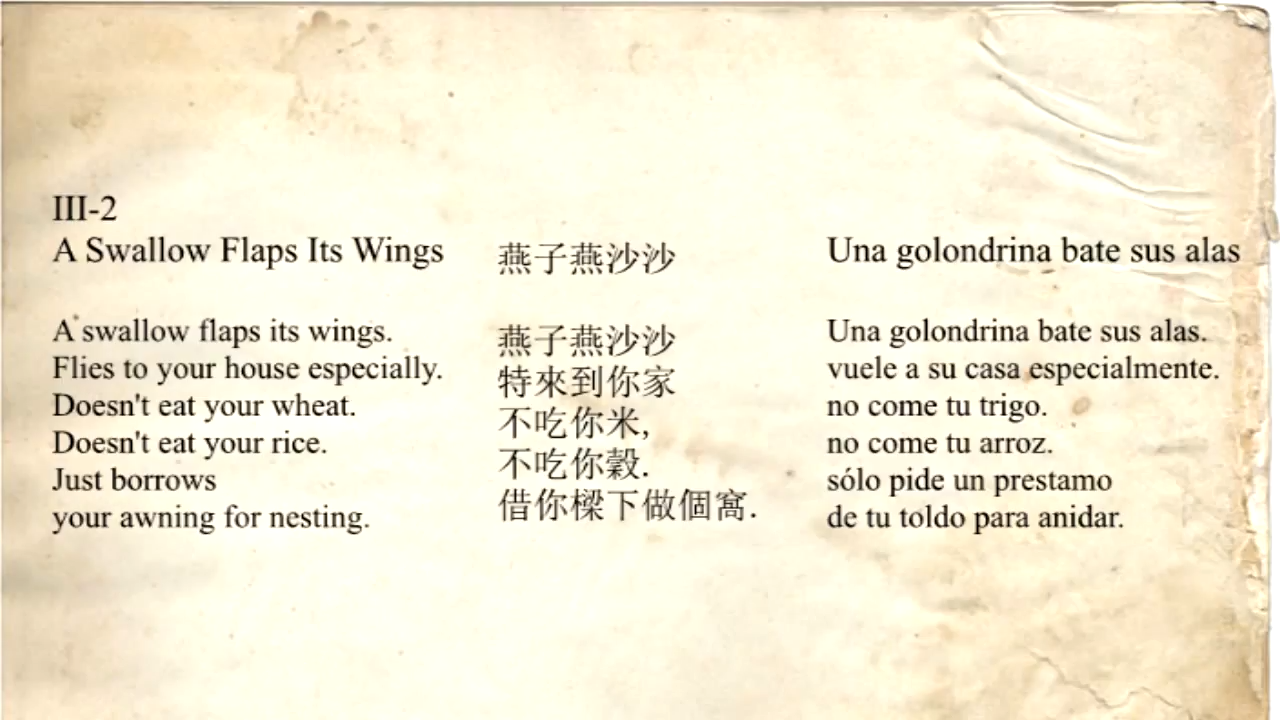 III-2
A Swallow Flaps Its Wings
A swallow flaps its wings.
Flies to your house especially.
Doesn't eat your wheat.
Doesn't eat your rice.
Just borrows
your awning for nesting.
燕子燕沙沙
燕子燕沙沙
特來到你家
不吃你米,
不吃你穀.
借你樑下做個窩.
Una golondrina bate sus alas
Una golondrina bate sus alas.
vuele a su casa especialmente.
no come tu trigo.
no come tu arroz.
sólo pide un prestamo
de tu toldo para anidar.